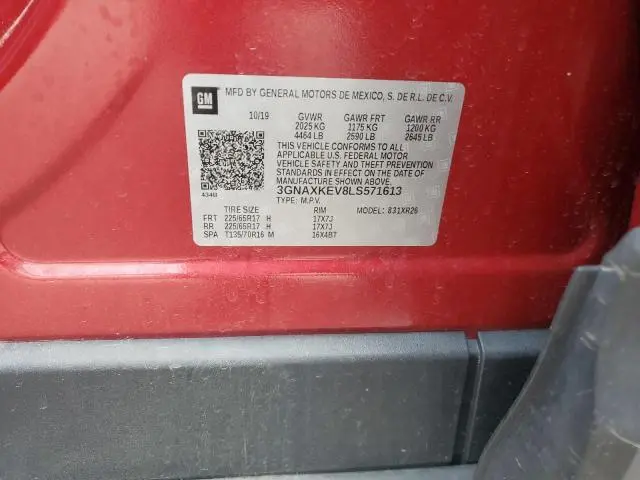 GM
MFD BY GENERAL MOTORS DE MEXICO, S. DE R.L. DE C.V.
10/19 GVWR GAWR FRT GAWR RR
2025 KG 1175 KG 1200 KG
4464 LB 2590 LB 2645 LB
THIS VEHICLE CONFORMS TO ALL
APPLICABLE U.S. FEDERAL MOTOR
VEHICLE SAFETY AND THEFT PREVENTION
STANDARDS IN EFFECT ON THE DATE OF
MANUFACTURE SHOWN ABOVE.
3GNAXKEV8LS571613
TYPE: M.P.V. MODEL: 831XR26
TIRE SIZE RIM
FRT 225/65R17 H 17X7J
RR 225/65R17 H 17X7J
SPA T135/70R16 M 16X4BT